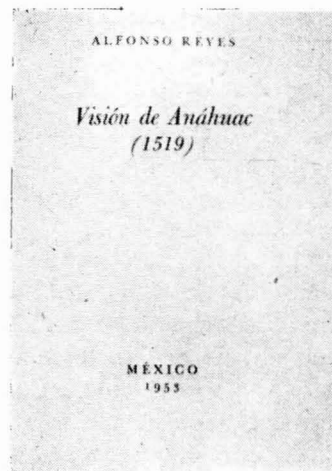 ALFONSO REYES
Visión de Anáhuac
(1519)
MÉXICO
1953